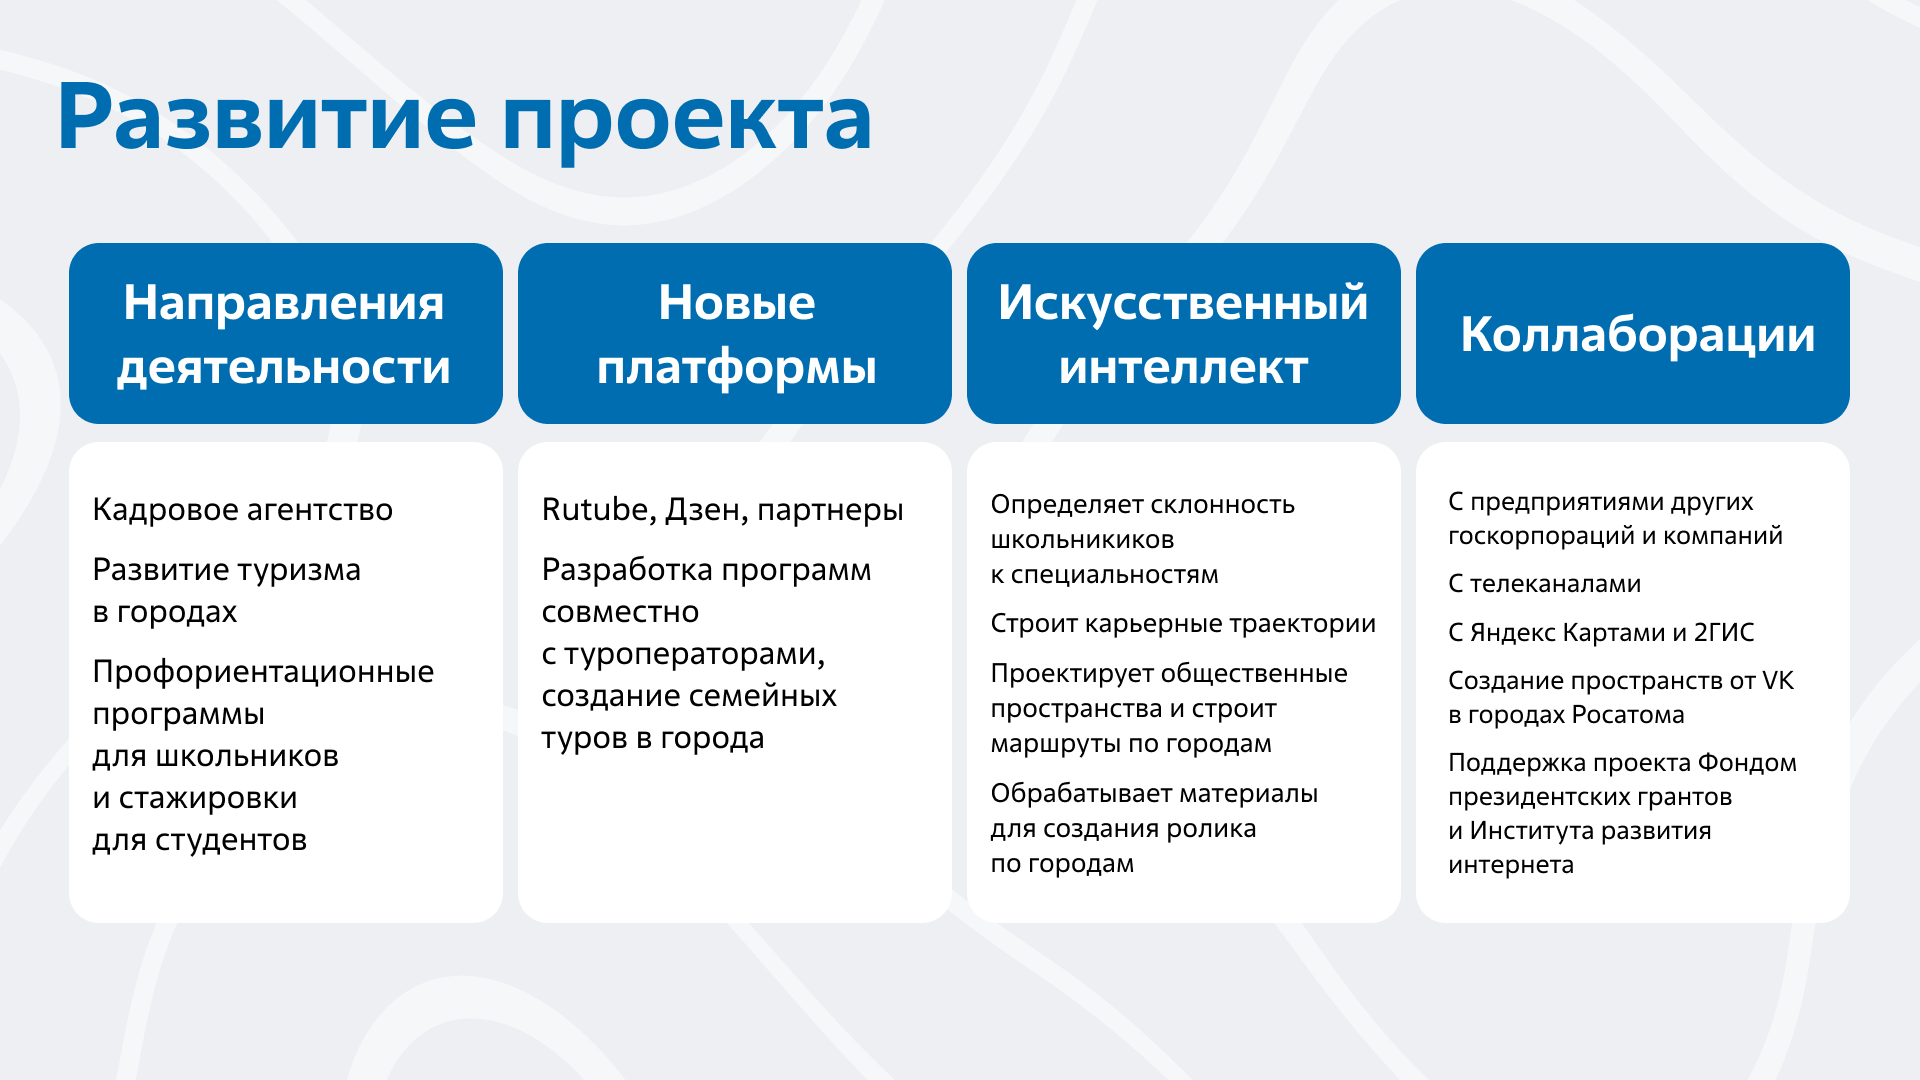 Развитие проекта
Направления
деятельности
Кадровое агентство
Развитие туризма
в городах
Профориентационные
программы
для школьников
и стажировки
для студентов
Новые
платформы
Rutube, Дзен, партнеры
Разработка программ
совместно
с туроператорами,
создание семейных
туров в города
Искусственный
интеллект
Определяет склонность
школьникиков
к специальностям
Строит карьерные траектории
Проектирует общественные
пространства и строит
маршруты по городам
Обрабатывает материалы
для создания ролика
по городам
Коллаборации
С предприятиями других
госкорпораций и компаний
С телеканалами
С Яндекс Картами и 2ГИС
Создание пространств от VK
в городах Росатома
Поддержка проекта Фондом
президентских грантов
и Института развития
интернета